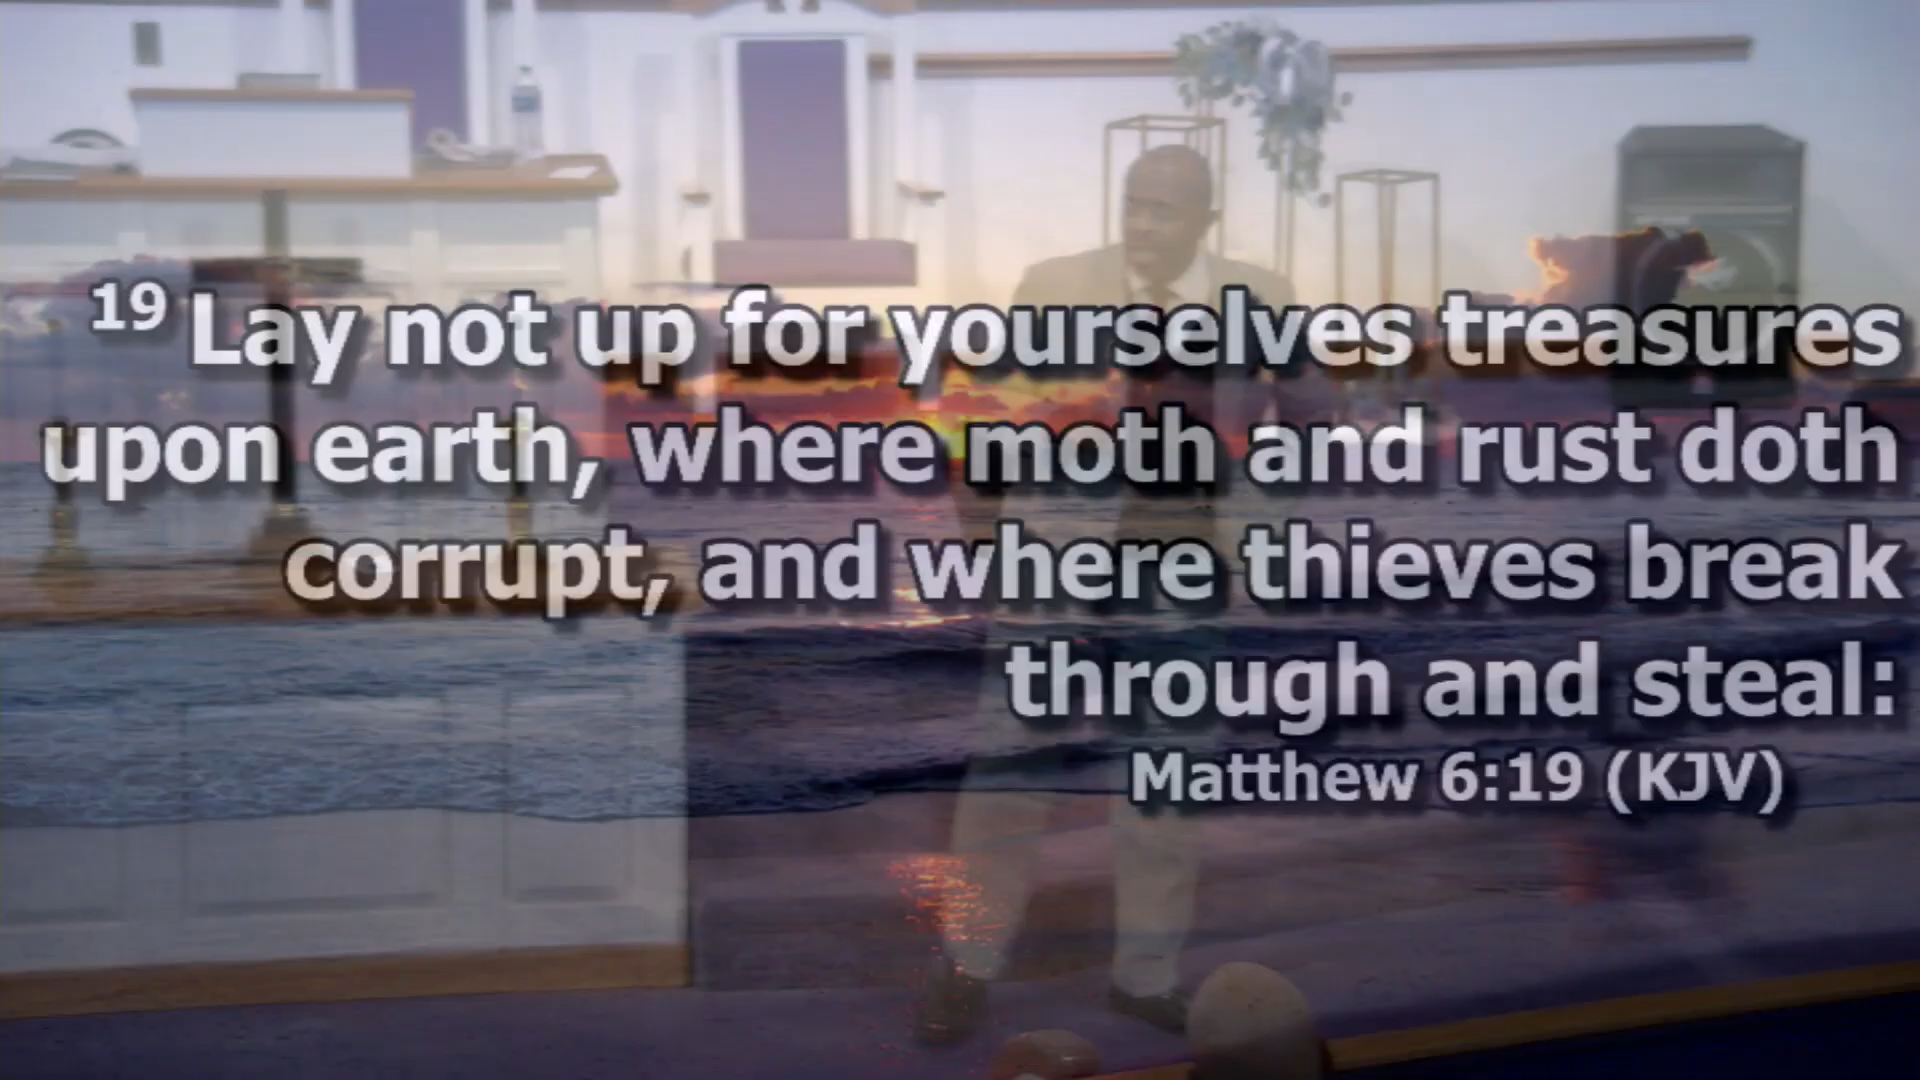 19 Lay not up for yourselves treasures
upon earth, where moth and rust doth
corrupt, and where thieves break
through and steal:
Matthew 6:19 (KJV)